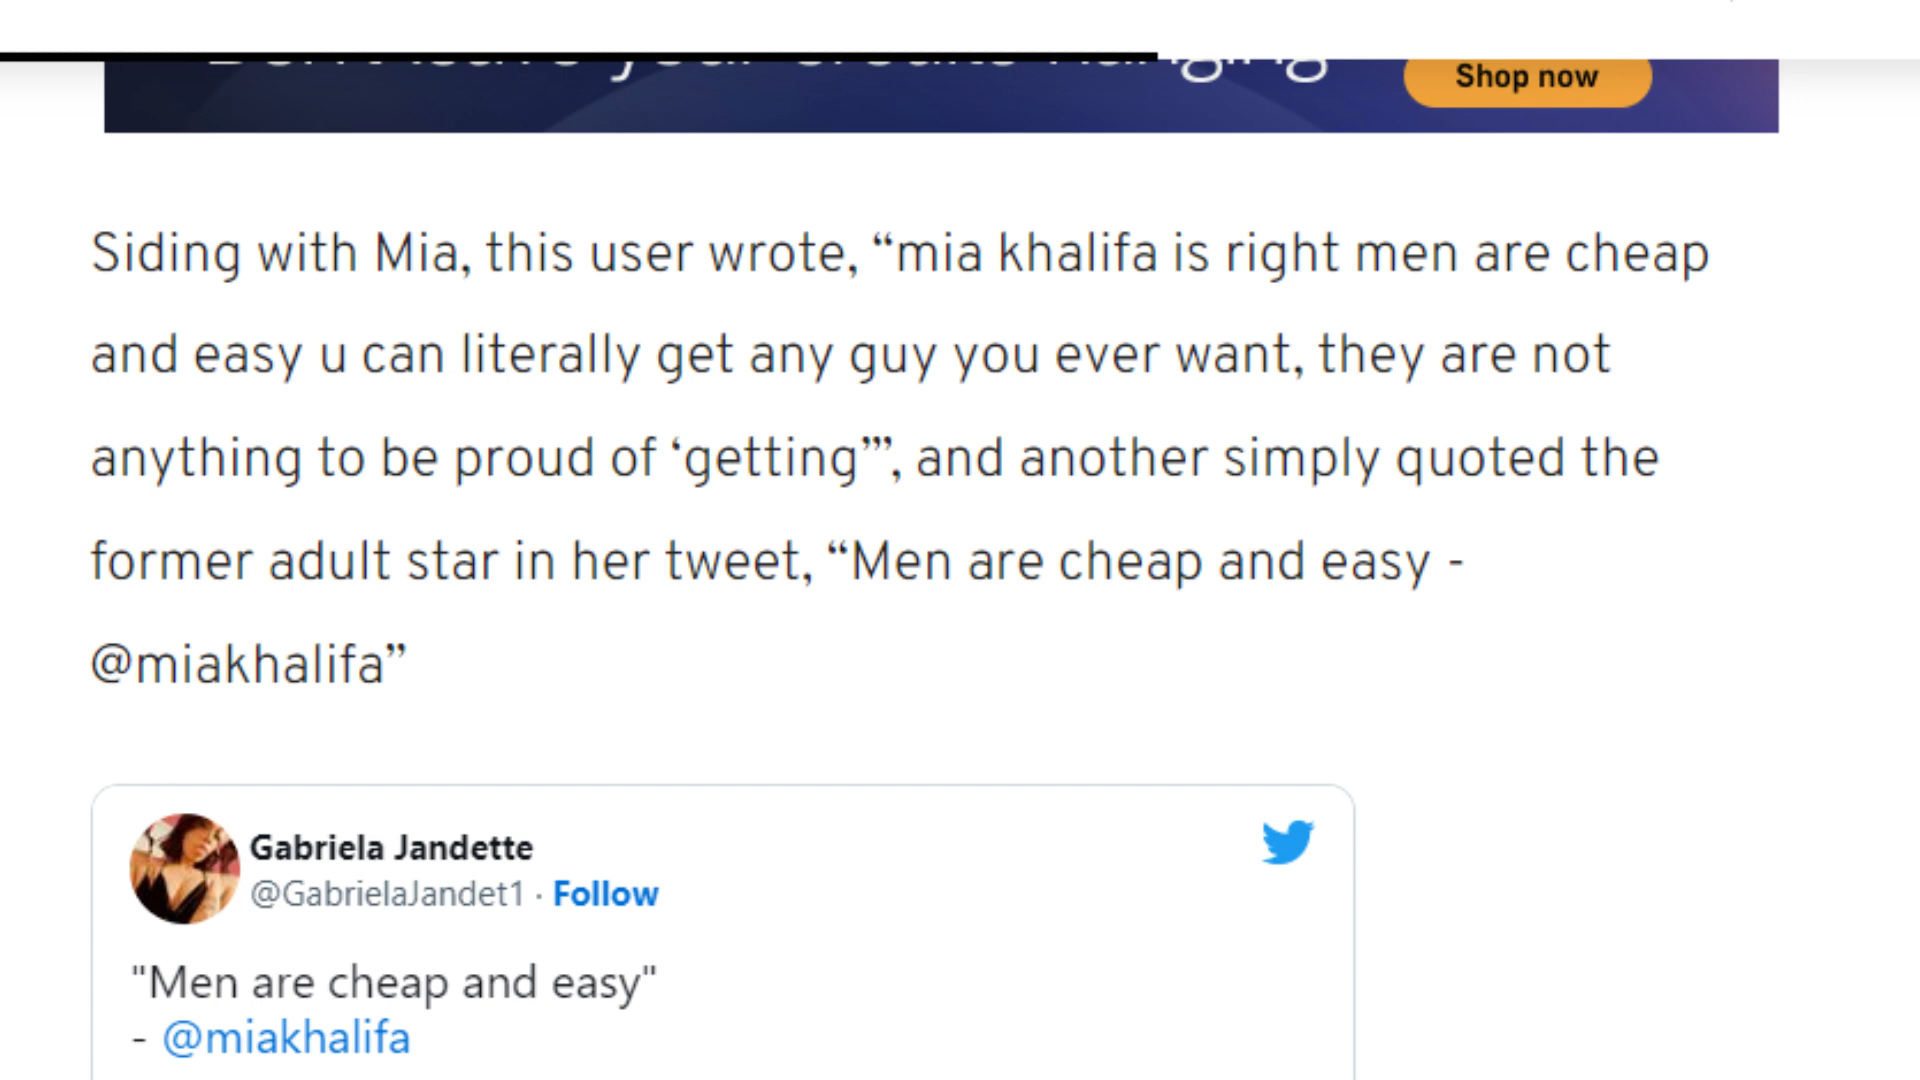 Shop now
Siding with Mia, this user wrote, “mia khalifa is right men are cheap
and easy u can literally get any guy you ever want, they are not
anything to be proud of ‘getting’”, and another simply quoted the
former adult star in her tweet, “Men are cheap and easy -
@miakhalifa”
Gabriela Jandette
@GabrielaJandet1 · Follow
"Men are cheap and easy"
- @miakhalifa